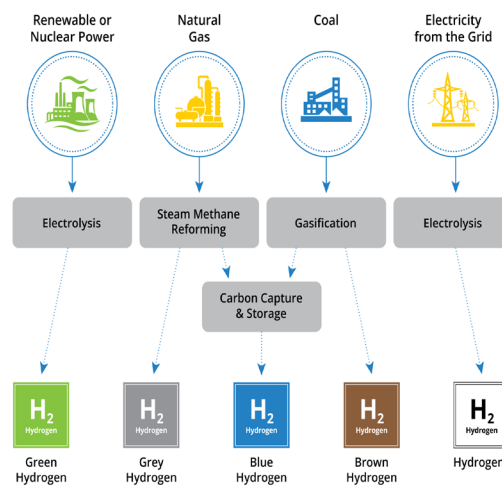 Renewable or
Nuclear Power
Natural
Gas
Coal
Electricity
from the Grid
Electrolysis
Steam Methane
Reforming
Gasification
Electrolysis
Carbon Capture
& Storage
H2
Hydrogen
H2
Hydrogen
H2
Hydrogen
H2
Hydrogen
H2
Hydrogen
Green
Hydrogen
Grey
Hydrogen
Blue
Hydrogen
Brown
Hydrogen
Hydrogen